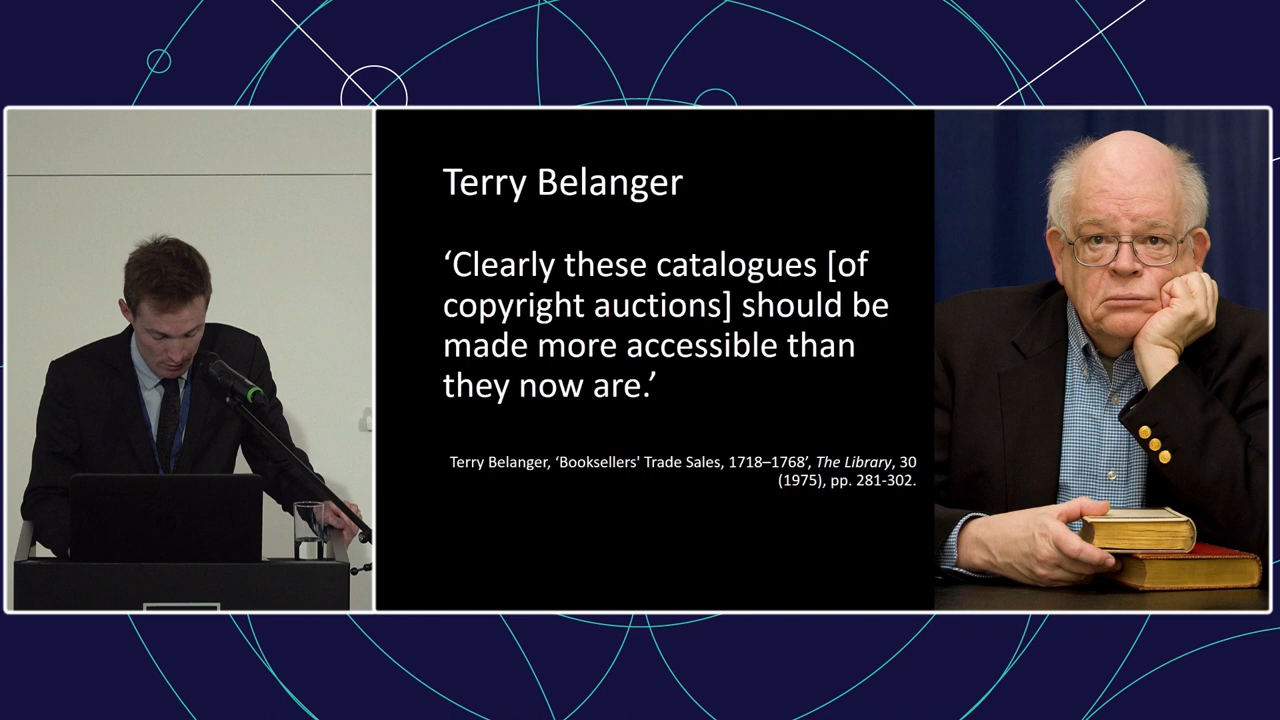 Terry Belanger
‘Clearly these catalogues [of
copyright auctions] should be
made more accessible than
they now are.’
Terry Belanger, ‘Booksellers' Trade Sales, 1718–1768’, The Library, 30
(1975), pp. 281-302.